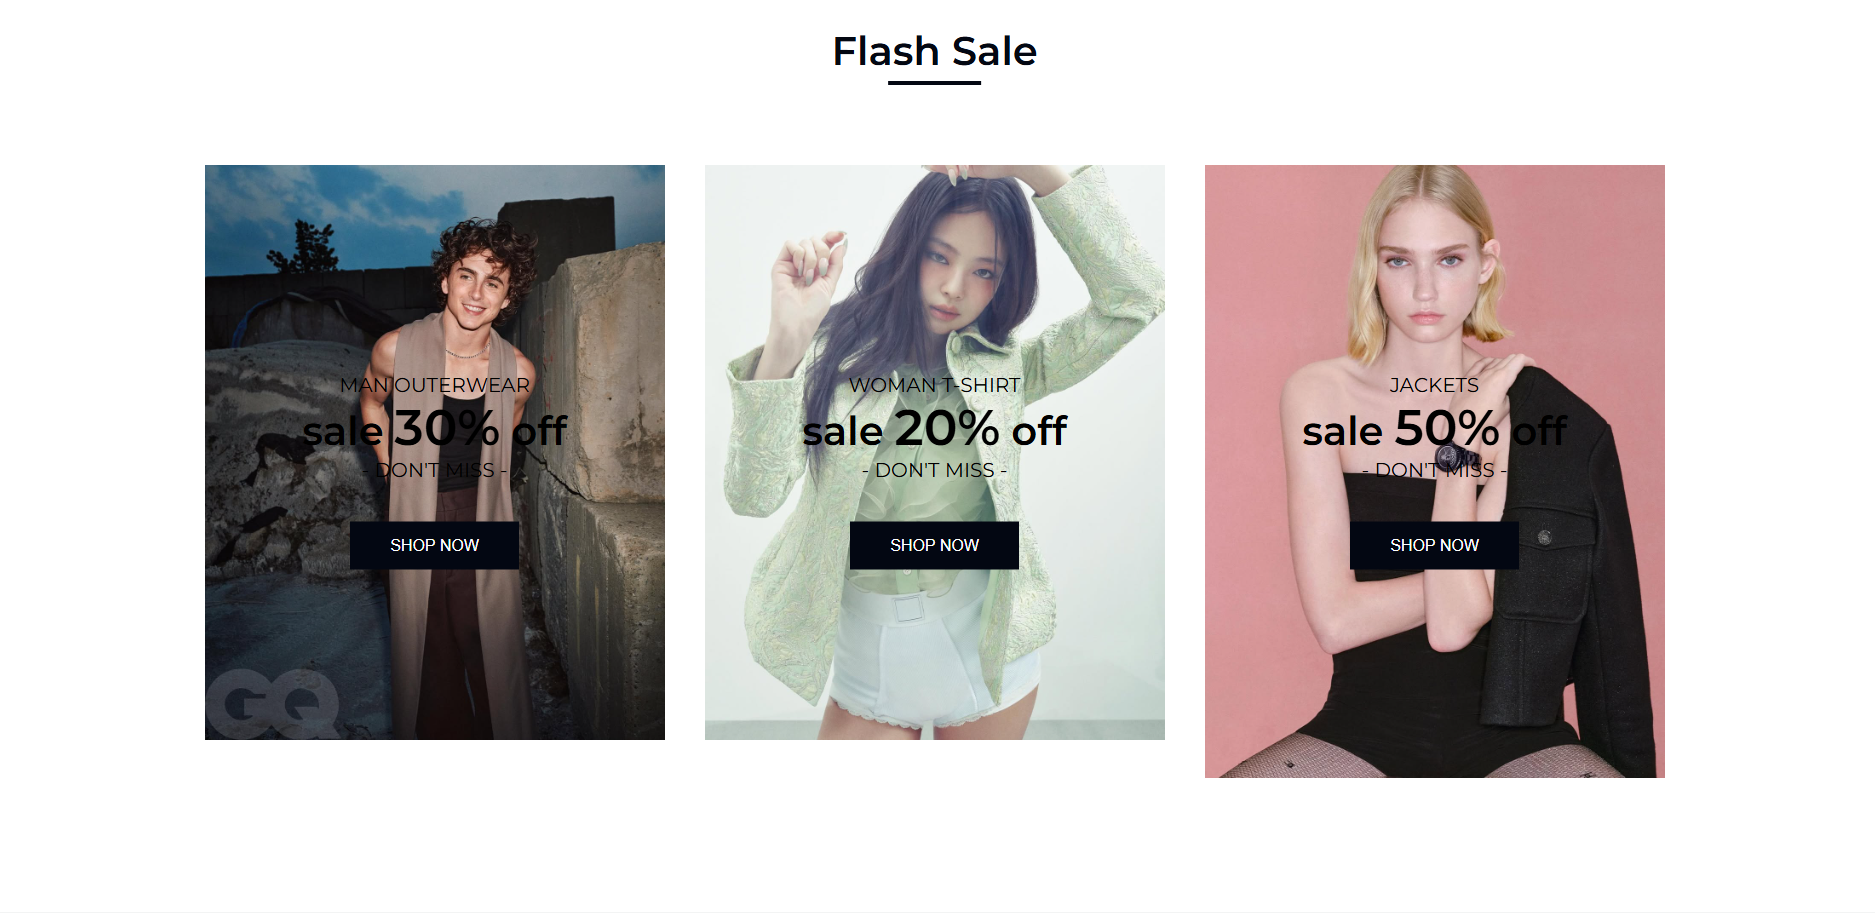 Flash Sale
MAN OUTERWEAR
sale 30% off
- DON'T MISS -
SHOP NOW
GQ
WOMAN T-SHIRT
sale 20% off
- DON'T MISS -
SHOP NOW
JACKETS
sale 50% off
- DON'T MISS -
SHOP NOW